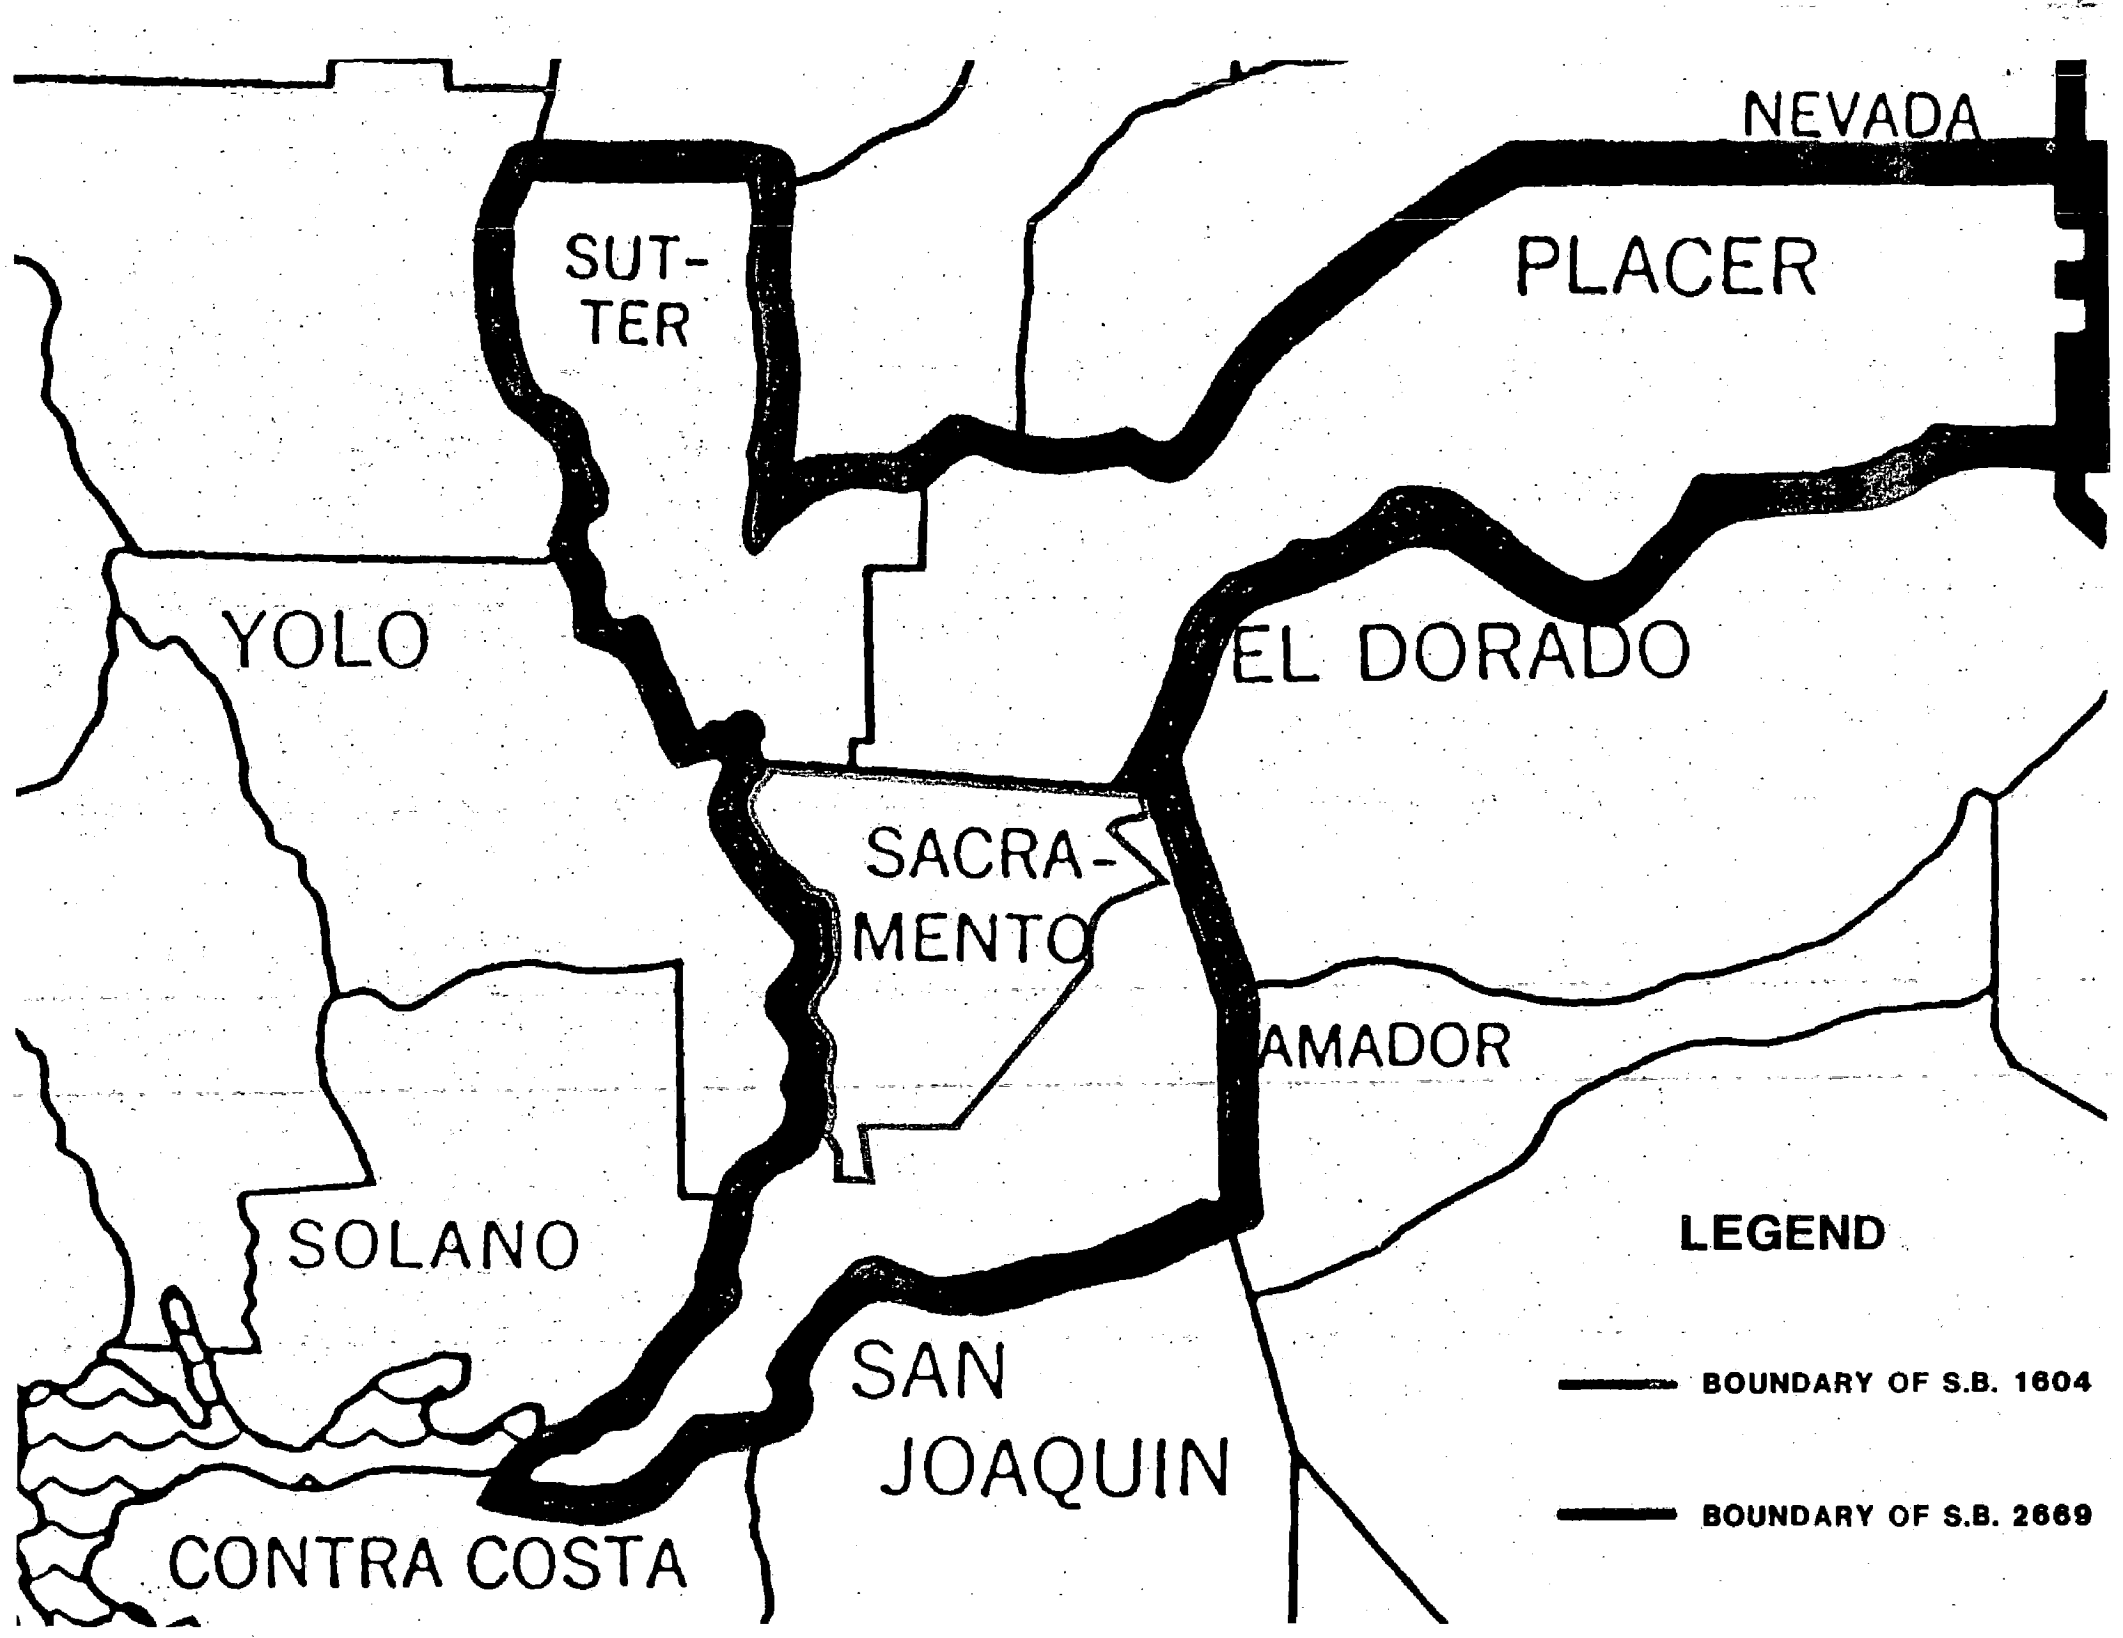 NEVADA
SUT-
TER
PLACER
YOLO
EL DORADO
SACRA-
MENTO
AMADOR
SOLANO
SAN
JOAQUIN
CONTRA COSTA
LEGEND
BOUNDARY OF S.B. 1604
BOUNDARY OF S.B. 2669